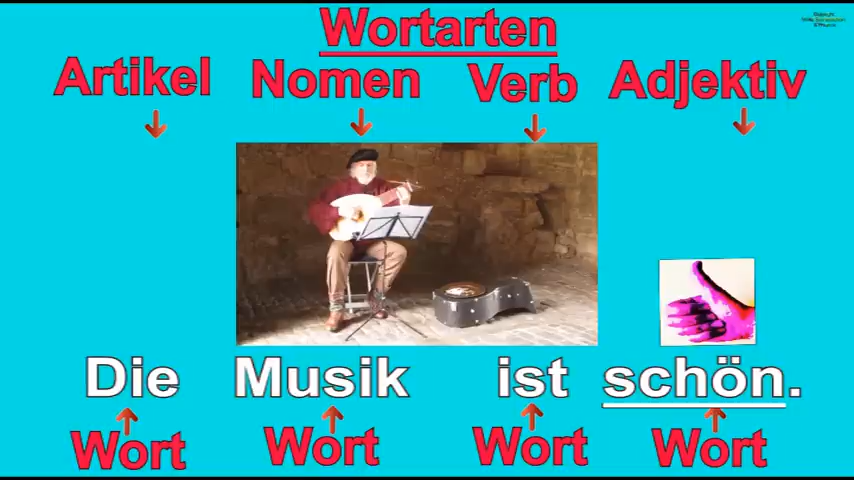 Wortarten
Artikel Nomen Verb Adjektiv
Die Musik ist schön.
Wort Wort Wort Wort